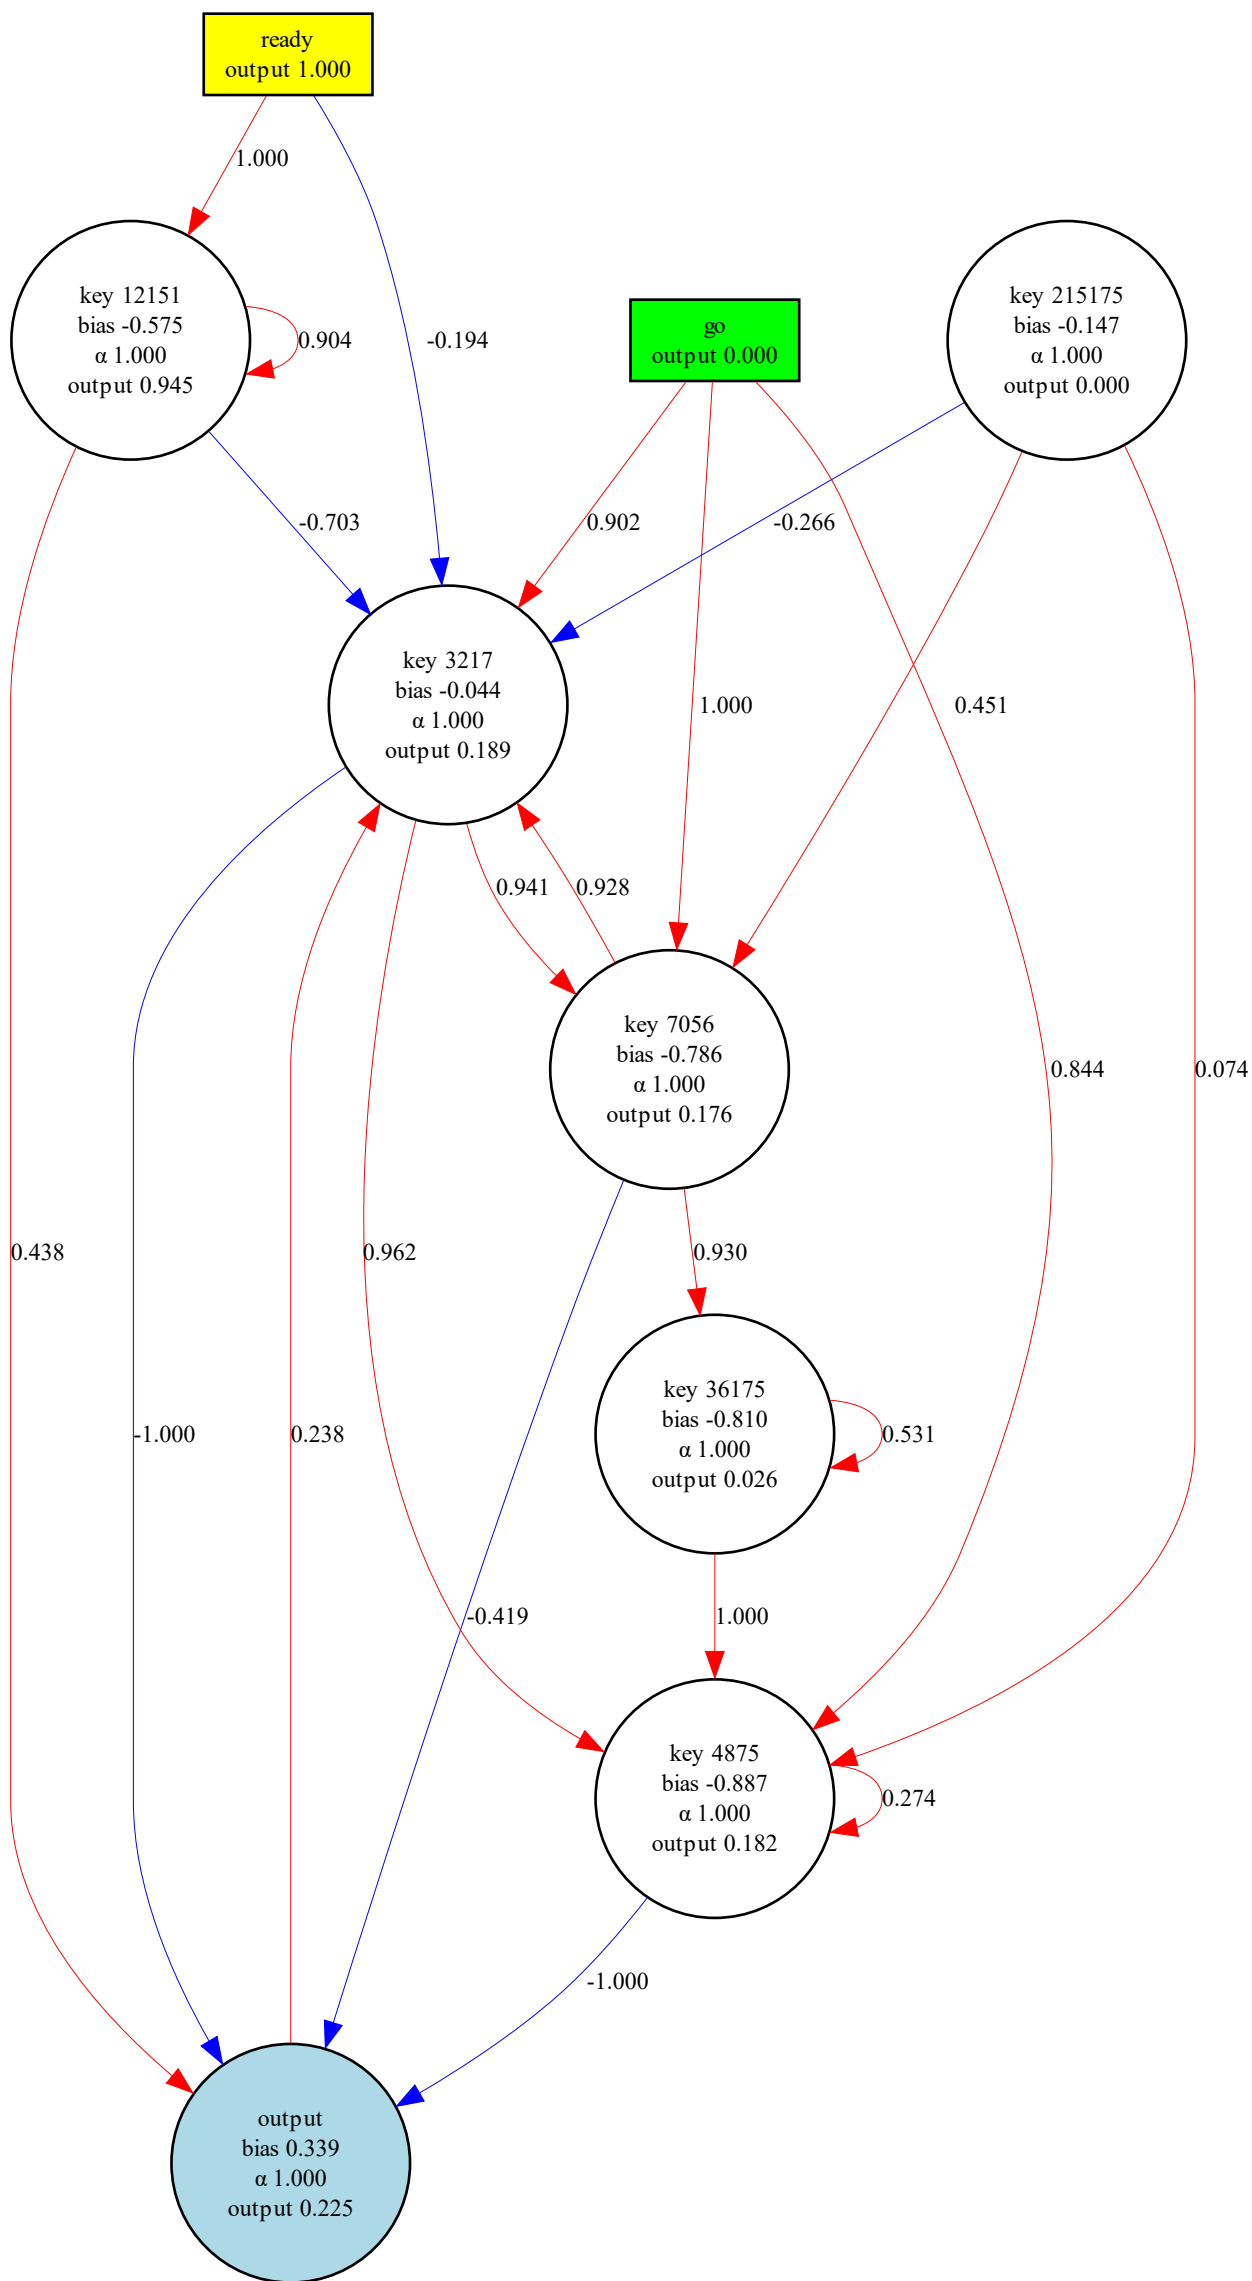 ready
output 1.000
1.000
key 12151
bias -0.575
α 1.000
output 0.945
0.904
-0.194
go
output 0.000
key 215175
bias -0.147
α 1.000
output 0.000
-0.703
0.902
-0.266
key 3217
bias -0.044
α 1.000
output 0.189
1.000
0.451
0.941
0.928
key 7056
bias -0.786
α 1.000
output 0.176
0.844
0.074
0.438
0.962
0.930
key 36175
bias -0.810
α 1.000
output 0.026
-1.000
0.238
0.531
-0.419
1.000
key 4875
bias -0.887
α 1.000
output 0.182
0.274
-1.000
output
bias 0.339
α 1.000
output 0.225